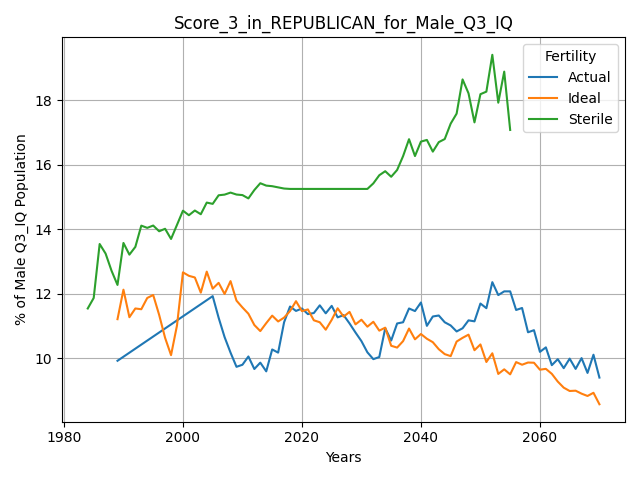 Score_3_in_REPUBLICAN_for_Male_Q3_IQ
% of Male Q3_IQ Population
18
16
14
12
10
Fertility
Actual
Ideal
Sterile
1980
2000
2020
2040
2060
Years